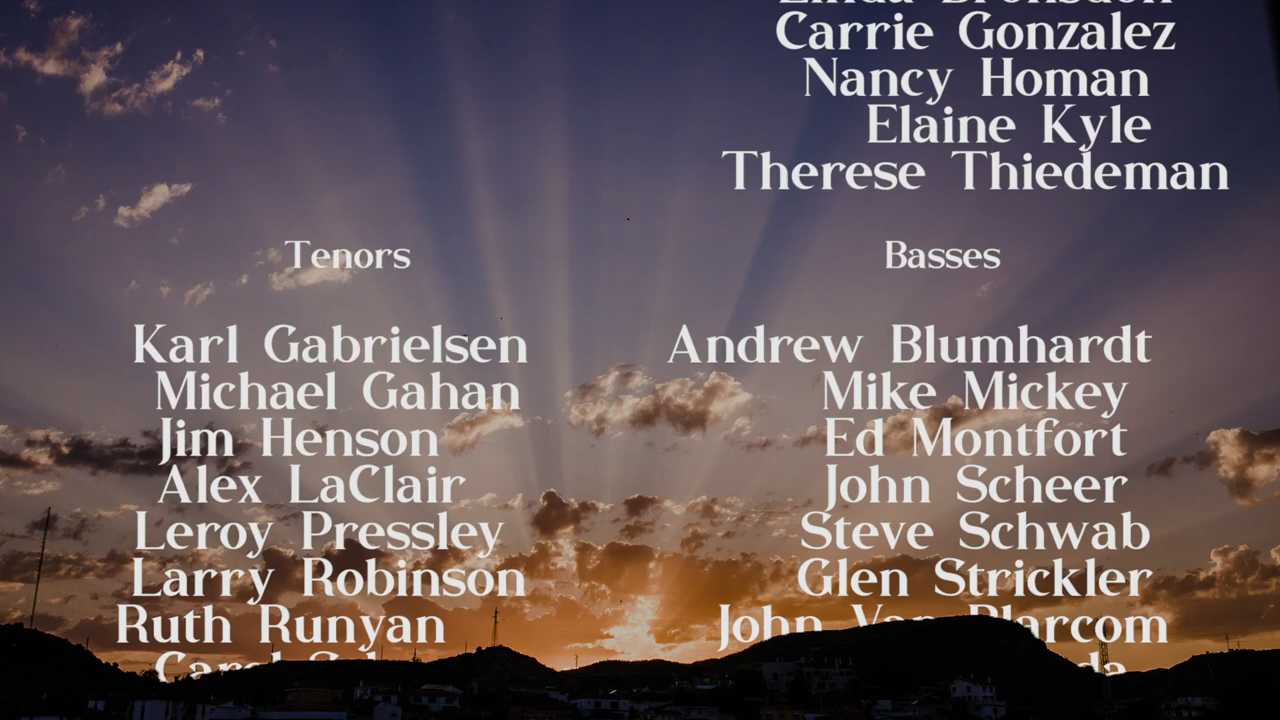 Carrie Gonzalez
Nancy Homan
Elaine Kyle
Therese Thiedeman
Tenors
Karl Gabrielsen
Michael Gahan
Jim Henson
Alex LaClair
Leroy Pressley
Larry Robinson
Ruth Runyan
Basses
Andrew Blumhardt
Mike Mickey
Ed Montfort
John Scheer
Steve Schwab
Glen Strickler
John